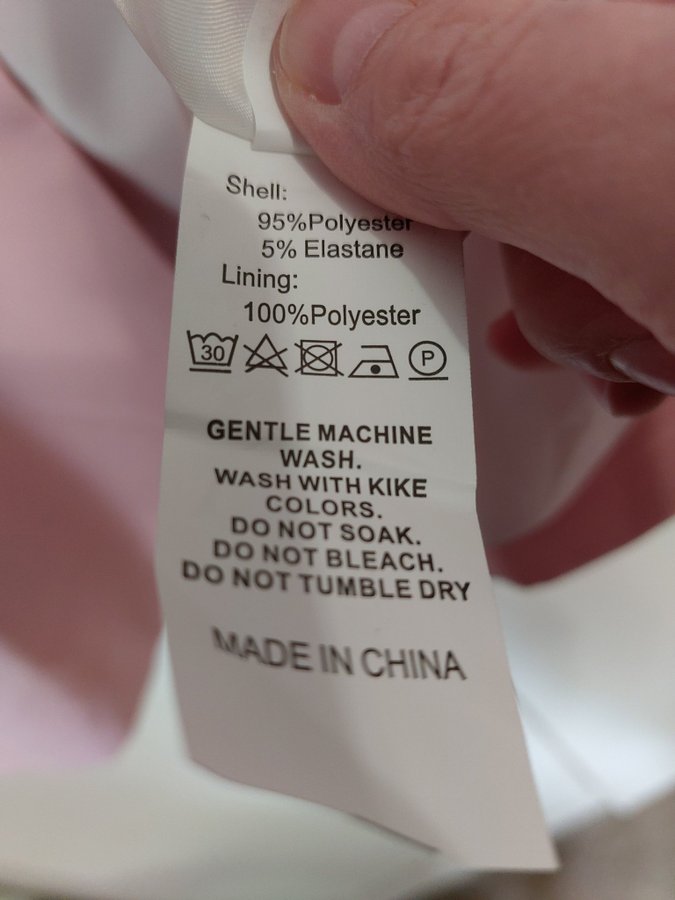 Shell:
95%Polyester
5% Elastane
Lining:
100%Polyester
30 P
GENTLE MACHINE
WASH.
WASH WITH KIKE
COLORS.
DO NOT SOAK.
DO NOT BLEACH.
DO NOT TUMBLE DRY
MADE IN CHINA